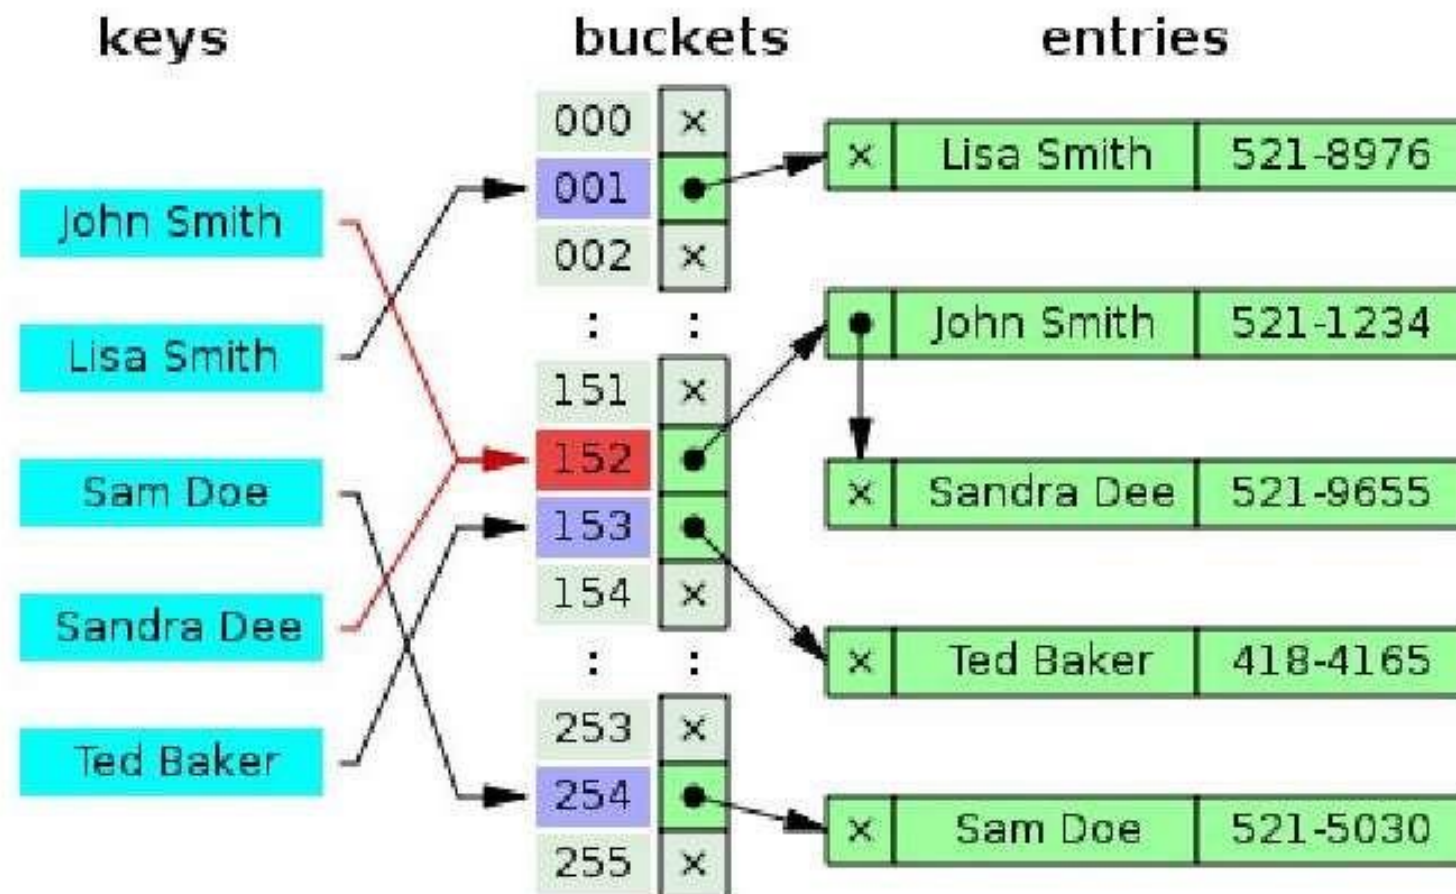 keys
buckets
entries
John Smith
Lisa Smith
Sam Doe
Sandra Dee
Ted Baker
000 ×
001
002 ×
: :
151 ×
152
153
154 ×
: :
253 ×
254
255 ×
× Lisa Smith 521-8976
John Smith 521-1234
× Sandra Dee 521-9655
× Ted Baker 418-4165
× Sam Doe 521-5030